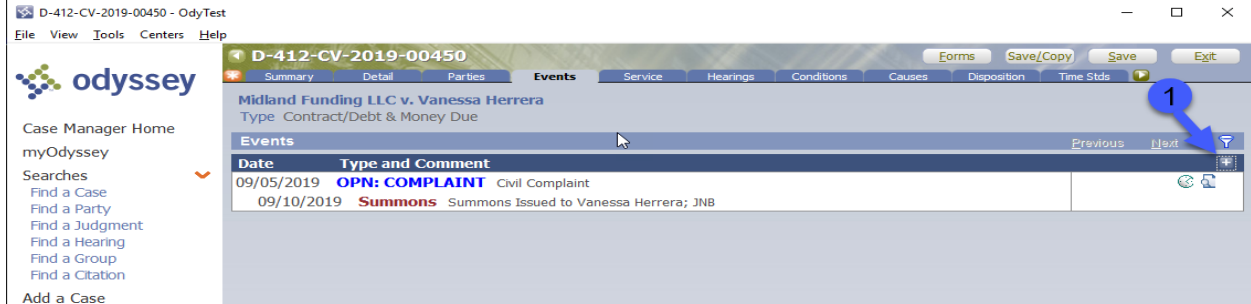 D-412-CV-2019-00450 - OdyTest
File View Tools Centers Help
odyssey
Case Manager Home
myOdyssey
Searches
Find a Case
Find a Party
Find a Judgment
Find a Hearing
Find a Group
Find a Citation
Add a Case
D-412-CV-2019-00450
Forms Save/Copy Save Exit
Summary Detail Parties Events Service Hearings Conditions Causes Disposition Time Stds
1
Midland Funding LLC v. Vanessa Herrera
Type Contract/Debt & Money Due
Events Previous Next
Date Type and Comment
09/05/2019 OPN: COMPLAINT Civil Complaint
09/10/2019 Summons Summons Issued to Vanessa Herrera; JNB